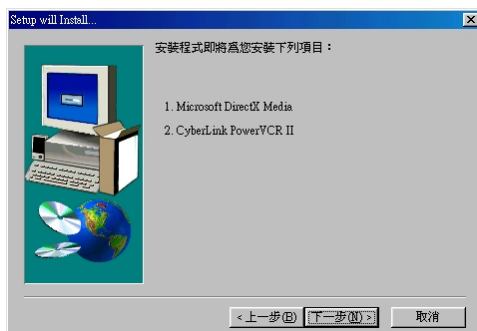 Setup will Install...
安裝程式即將為您安裝下列項目：
1. Microsoft DirectX Media
2. CyberLink PowerVCR II
<上一步(B)
下一步(N)>
取消